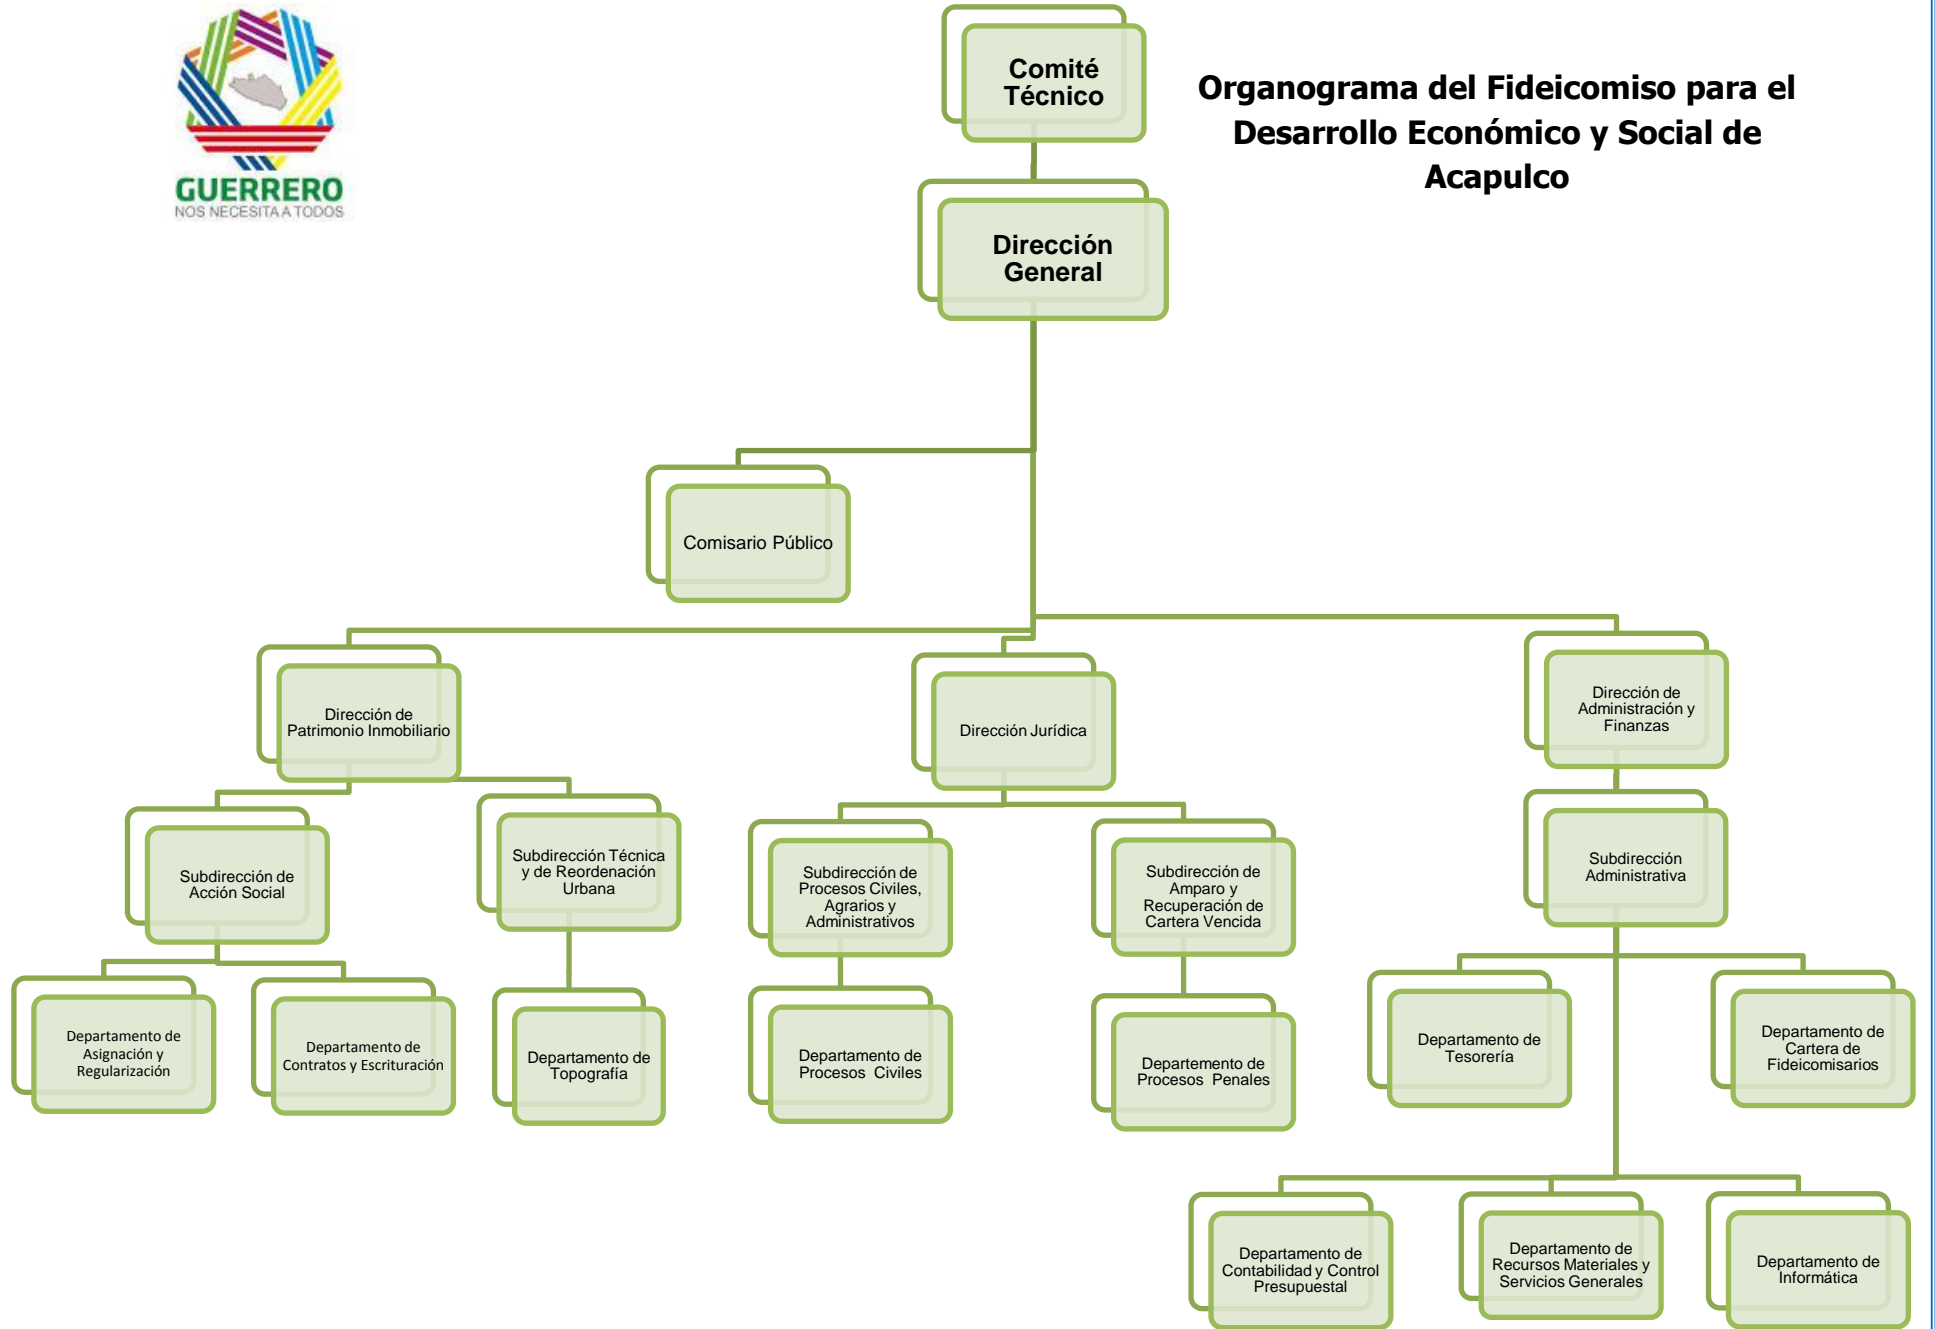 GUERRERO
NOS NECESITA A TODOS
Organograma del Fideicomiso para el
Desarrollo Económico y Social de
Acapulco
Comité
Técnico
Dirección
General
Comisario Público
Dirección de
Patrimonio Inmobiliario
Dirección Jurídica
Dirección de
Administración y
Finanzas
Subdirección de
Acción Social
Subdirección Técnica
y de Reordenación
Urbana
Subdirección de
Procesos Civiles,
Agrarios y
Administrativos
Subdirección de
Amparo y
Recuperación de
Cartera Vencida
Subdirección
Administrativa
Departamento de
Asignación y
Regularización
Departamento de
Contratos y Escrituración
Departamento de
Topografía
Departamento de
Procesos Civiles
Departemento de
Procesos Penales
Departamento de
Tesorería
Departamento de
Cartera de
Fideicomisarios
Departamento de
Contabilidad y Control
Presupuestal
Departamento de
Recursos Materiales y
Servicios Generales
Departamento de
Informática